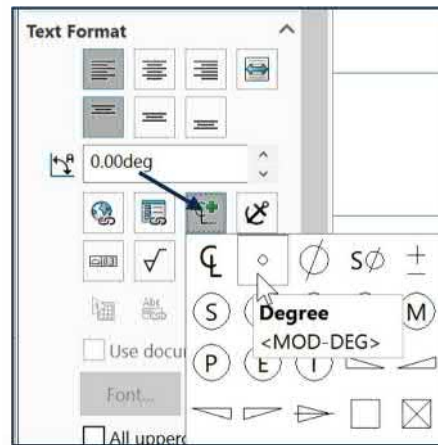 Text Format
0.00deg
SØ
S
M
Degree
<MOD-DEG>
P E T
Use docu
Font...
All upperc